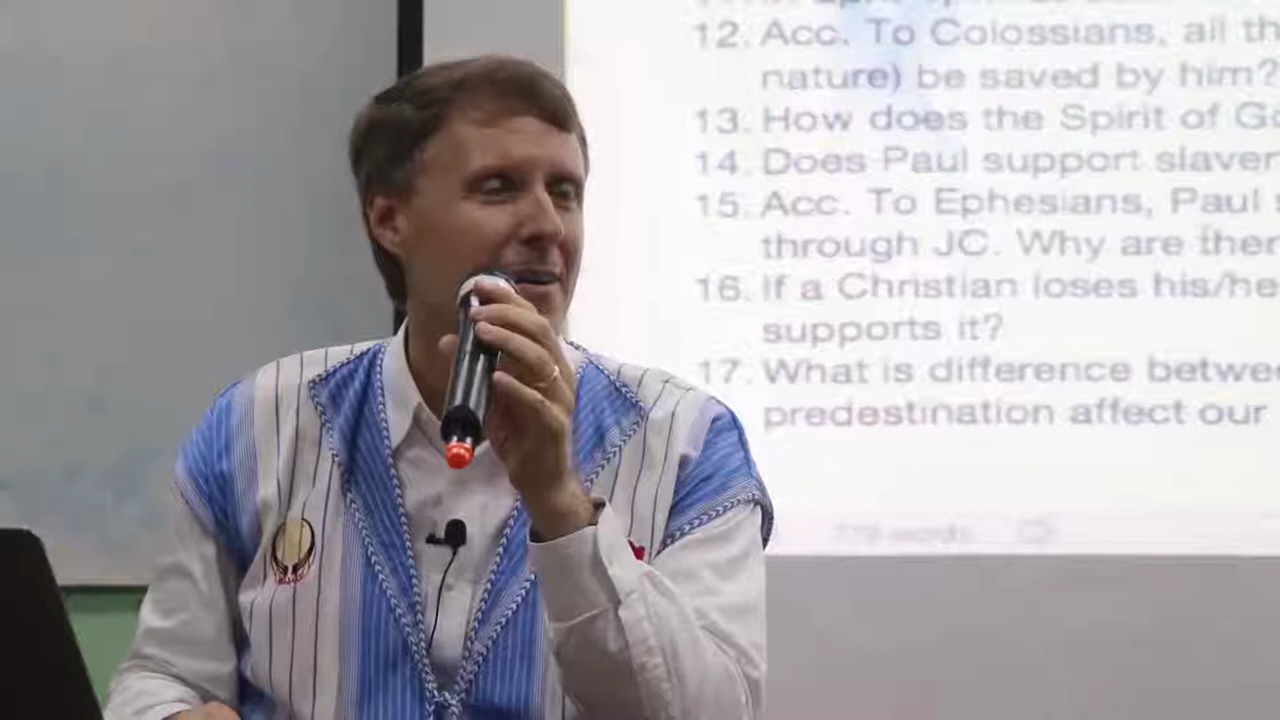 12. Acc. To Colossians, all th
nature) be saved by him?
13. How does the Spirit of Go
14. Does Paul support slaver
15. Acc. To Ephesians, Paul
through JC. Why are ther
16. If a Christian loses his/he
supports it?
17. What is difference betwee
predestination affect our
words